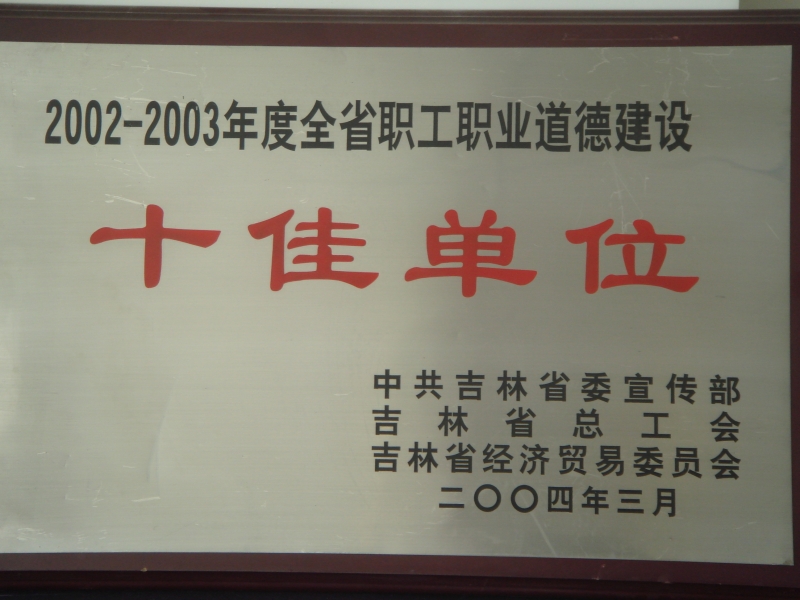 2002-2003年度全省职工职业道德建设
十佳单位
中共吉林省委宣传部
吉林省总工会
吉林省经济贸易委员会
二〇〇四年三月